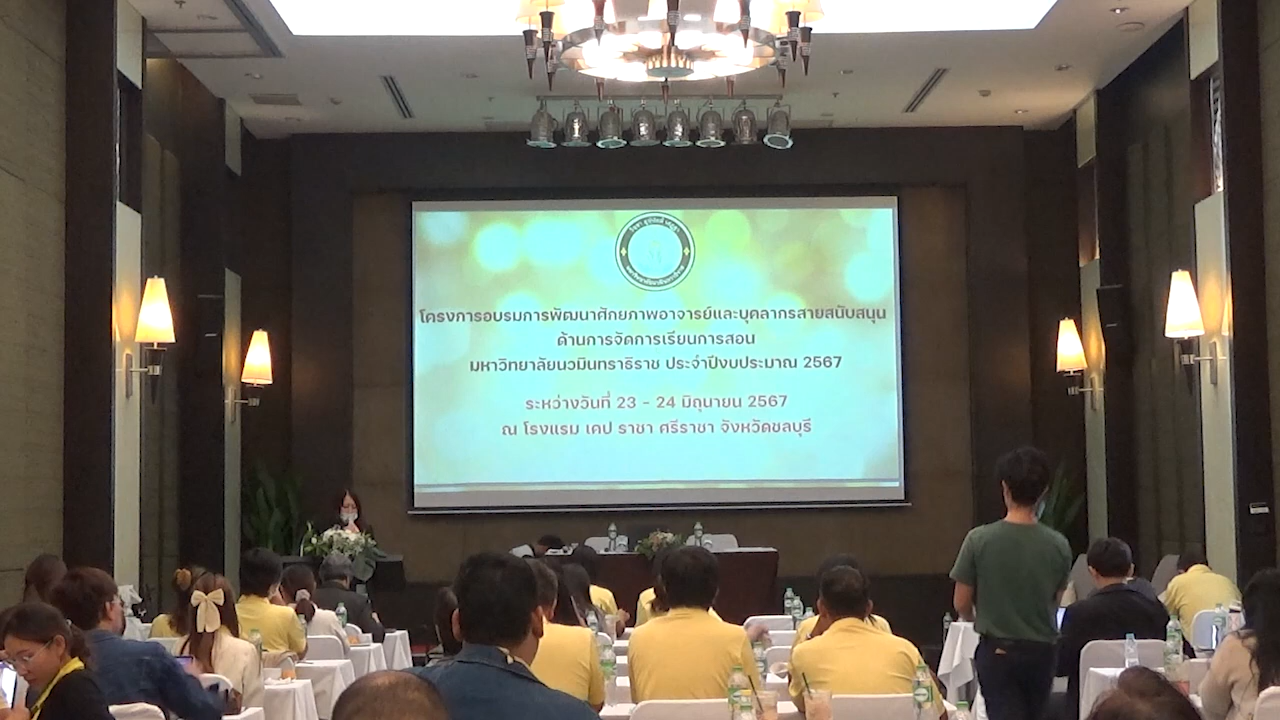 โครงการอบรมการพัฒนาศักยภาพอาจารย์และบุคลากรสายสนับสนุน
ด้านการจัดการเรียนการสอน
มหาวิทยาลัยนวมินทราธิราช ประจำปีงบประมาณ 2567
ระหว่างวันที่ 23 - 24 มิถุนายน 2567
ณ โรงแรม เคป ราชา ศรีราชา จังหวัดชลบุรี